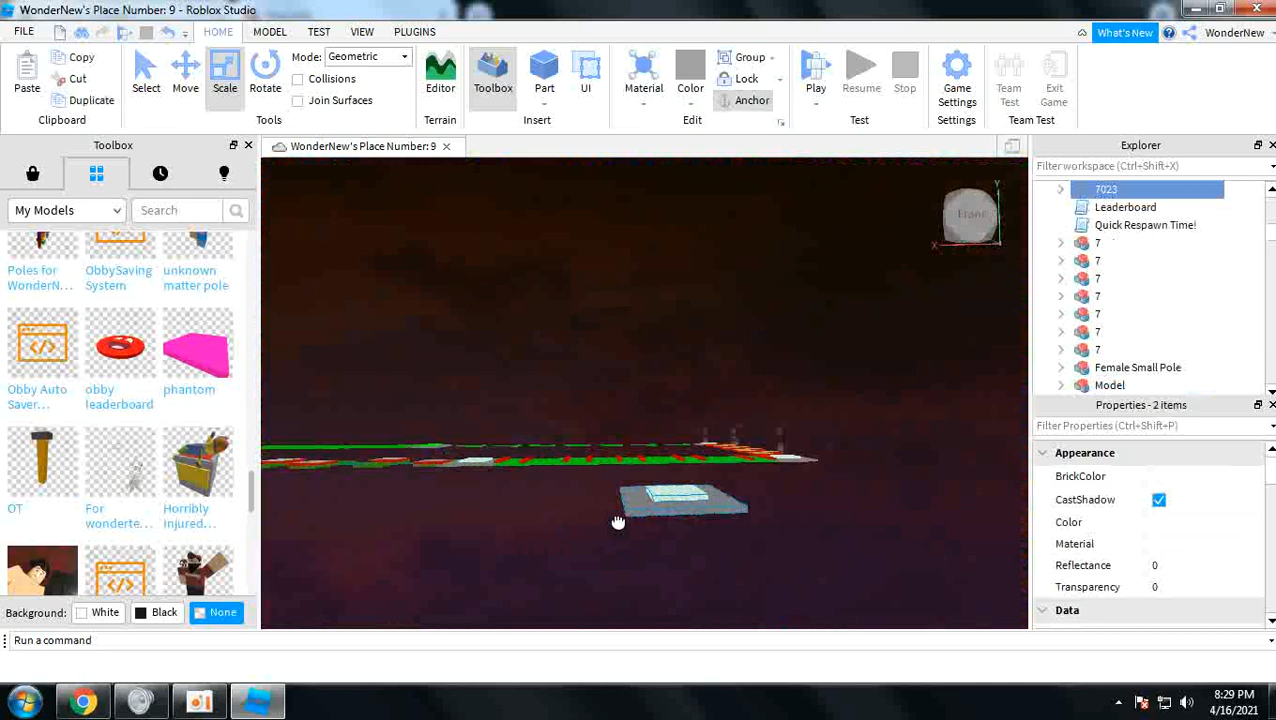 WonderNew's Place Number: 9 - Roblox Studio
FILE HOME MODEL TEST VIEW PLUGINS What's New WonderNew
Paste Copy Cut Duplicate Select Move Scale Rotate Mode: Geometric Collisions Join Surfaces Editor Toolbox Part UI Material Color Group Lock Anchor Play Resume Stop Game Settings Team Test Exit Game
Clipboard Tools Terrain Insert Edit Test Settings Team Test
Toolbox
WonderNew's Place Number: 9
Explorer
Filter workspace (Ctrl+Shift+X)
My Models Search
Poles for WonderN...
ObbySaving System
unknown matter pole
Obby Auto Saver...
obby leaderboard
phantom
OT
For wonderte...
Horribly Injured...
Background: White Black None
Run a command
Front
Y
X
7023
Leaderboard
Quick Respawn Time!
7
7
7
7
7
7
7
Female Small Pole
Model
Properties - 2 items
Filter Properties (Ctrl+Shift+P)
Appearance
BrickColor
CastShadow
Color
Material
Reflectance 0
Transparency 0
Data
8:29 PM
4/16/2021